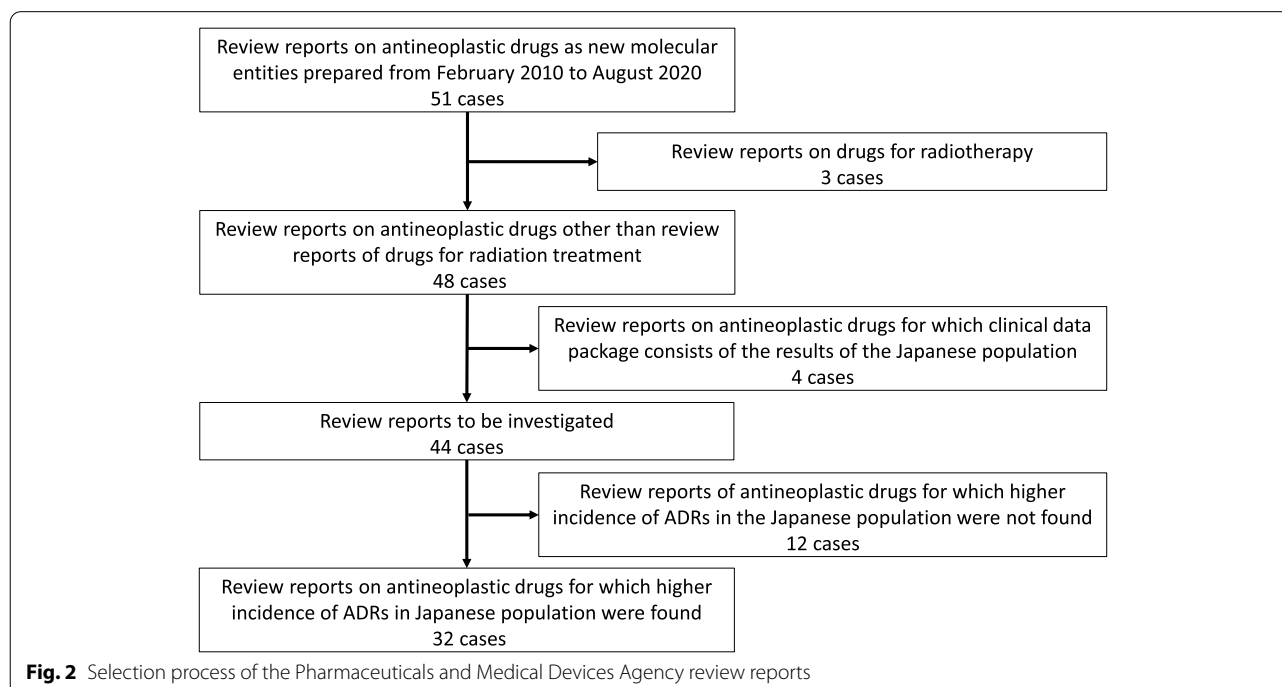 Review reports on antineoplastic drugs as new molecular
entities prepared from February 2010 to August 2020
51 cases
Review reports on drugs for radiotherapy
3 cases
Review reports on antineoplastic drugs other than review
reports of drugs for radiation treatment
48 cases
Review reports on antineoplastic drugs for which clinical data
package consists of the results of the Japanese population
4 cases
Review reports to be investigated
44 cases
Review reports of antineoplastic drugs for which higher
incidence of ADRs in the Japanese population were not found
12 cases
Review reports on antineoplastic drugs for which higher
incidence of ADRs in Japanese population were found
32 cases
Fig. 2 Selection process of the Pharmaceuticals and Medical Devices Agency review reports